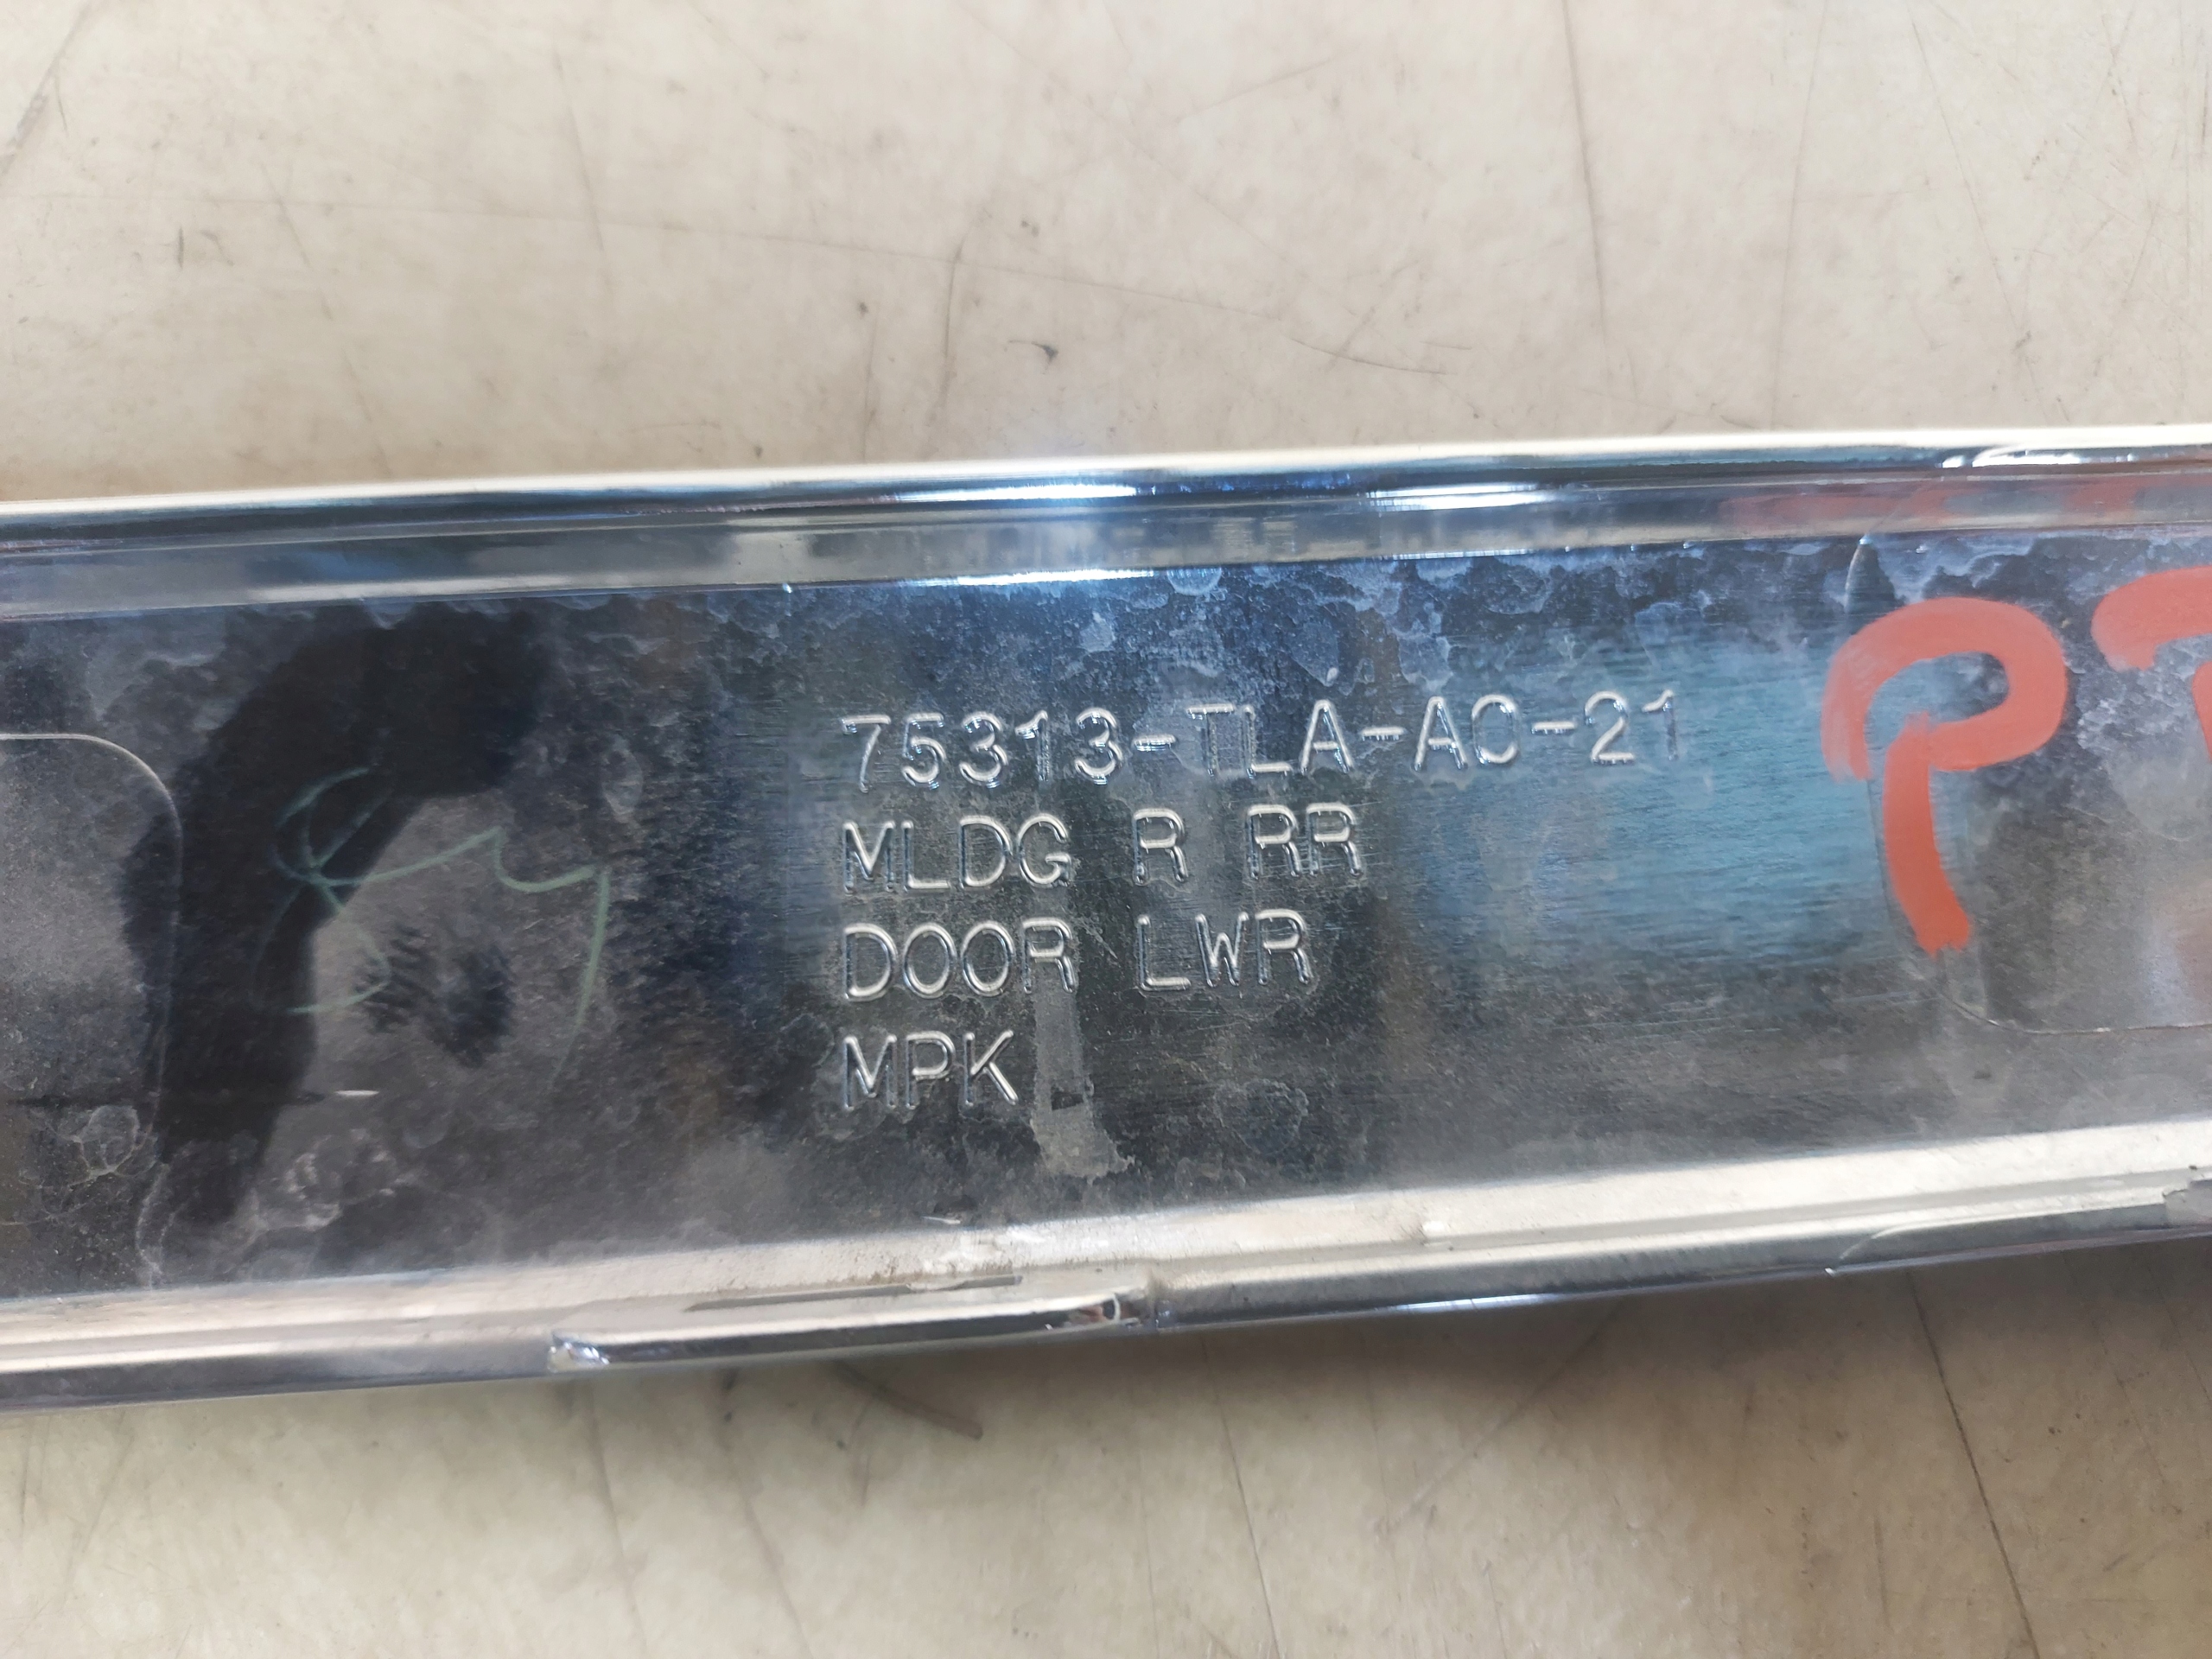 75313-TLA-A0-21
MLDG R RR
DOOR LWR
MPK